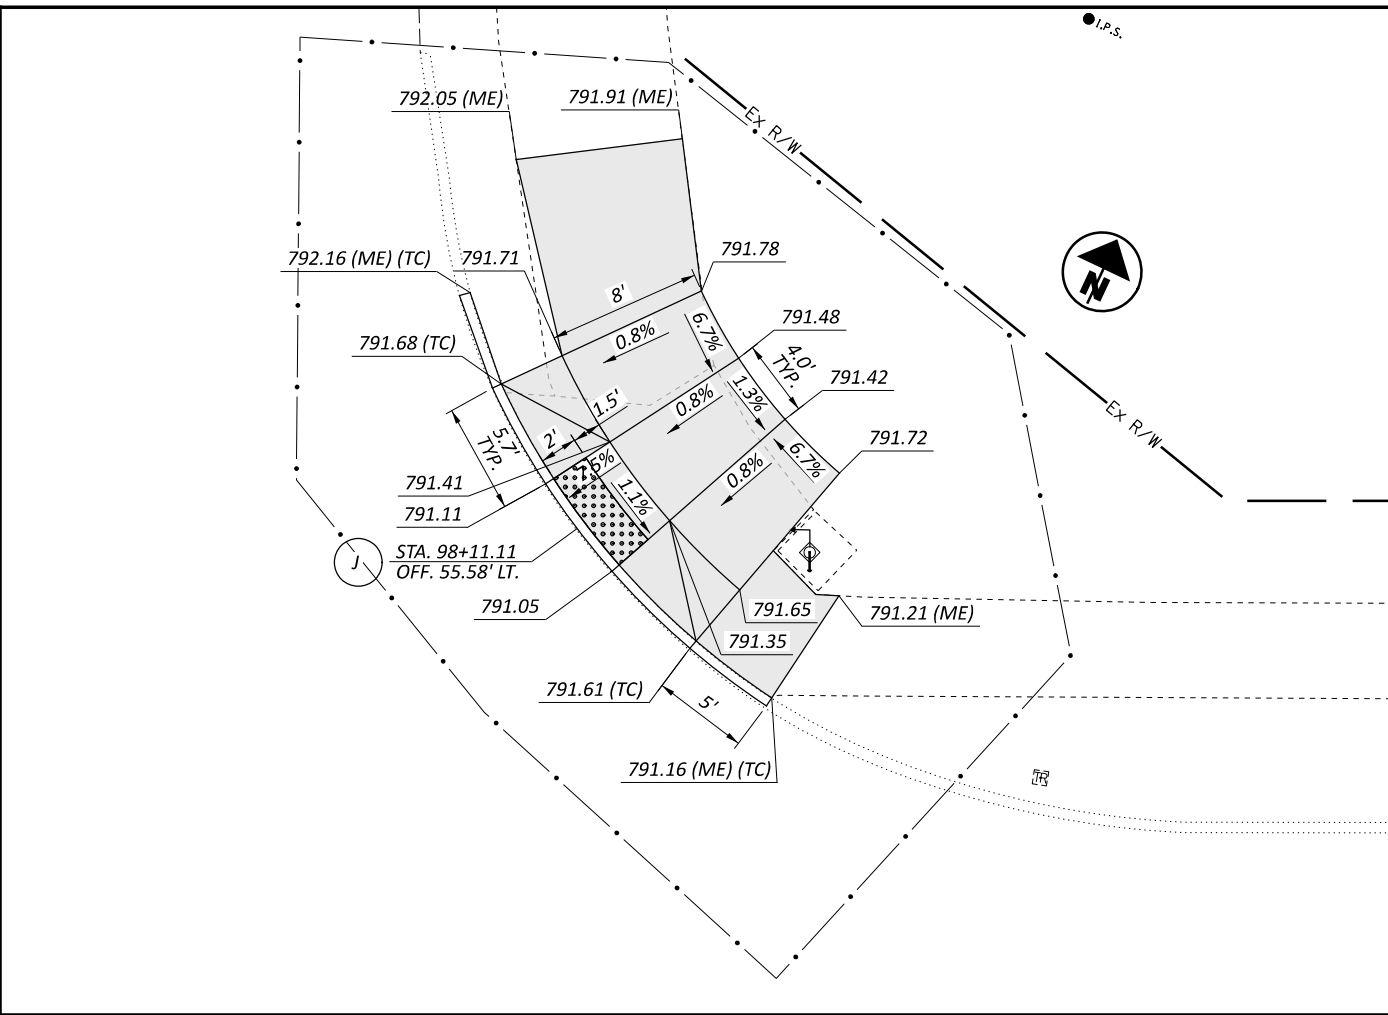 I.P.S.
792.05 (ME)
791.91 (ME)
Ex R/W
792.16 (ME) (TC)
791.71
791.78
8'
N
0.8%
6.7%
791.48
791.68 (TC)
4.0'
TYP.
791.42
1.3%
0.8%
1.5'
2'
5.7'
TYP.
Ex R/W
791.72
6.7%
0.8%
791.41
1.1%
791.11
STA. 98+11.11
OFF. 55.58' LT.
J
791.05
791.65
791.21 (ME)
791.35
791.61 (TC)
5'
791.16 (ME) (TC)
TR